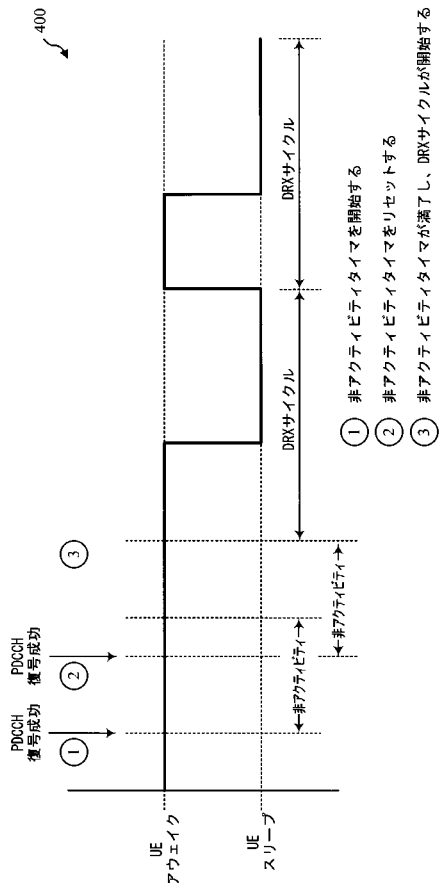 400
PDCCH
復号成功
PDCCH
復号成功
1
2
3
UE
アウェイク
UE
スリープ
非アクティビティ
非アクティビティ
DRXサイクル
DRXサイクル
1 非アクティビティタイマを開始する
2 非アクティビティタイマをリセットする
3 非アクティビティタイマが満了し、DRXサイクルが開始する